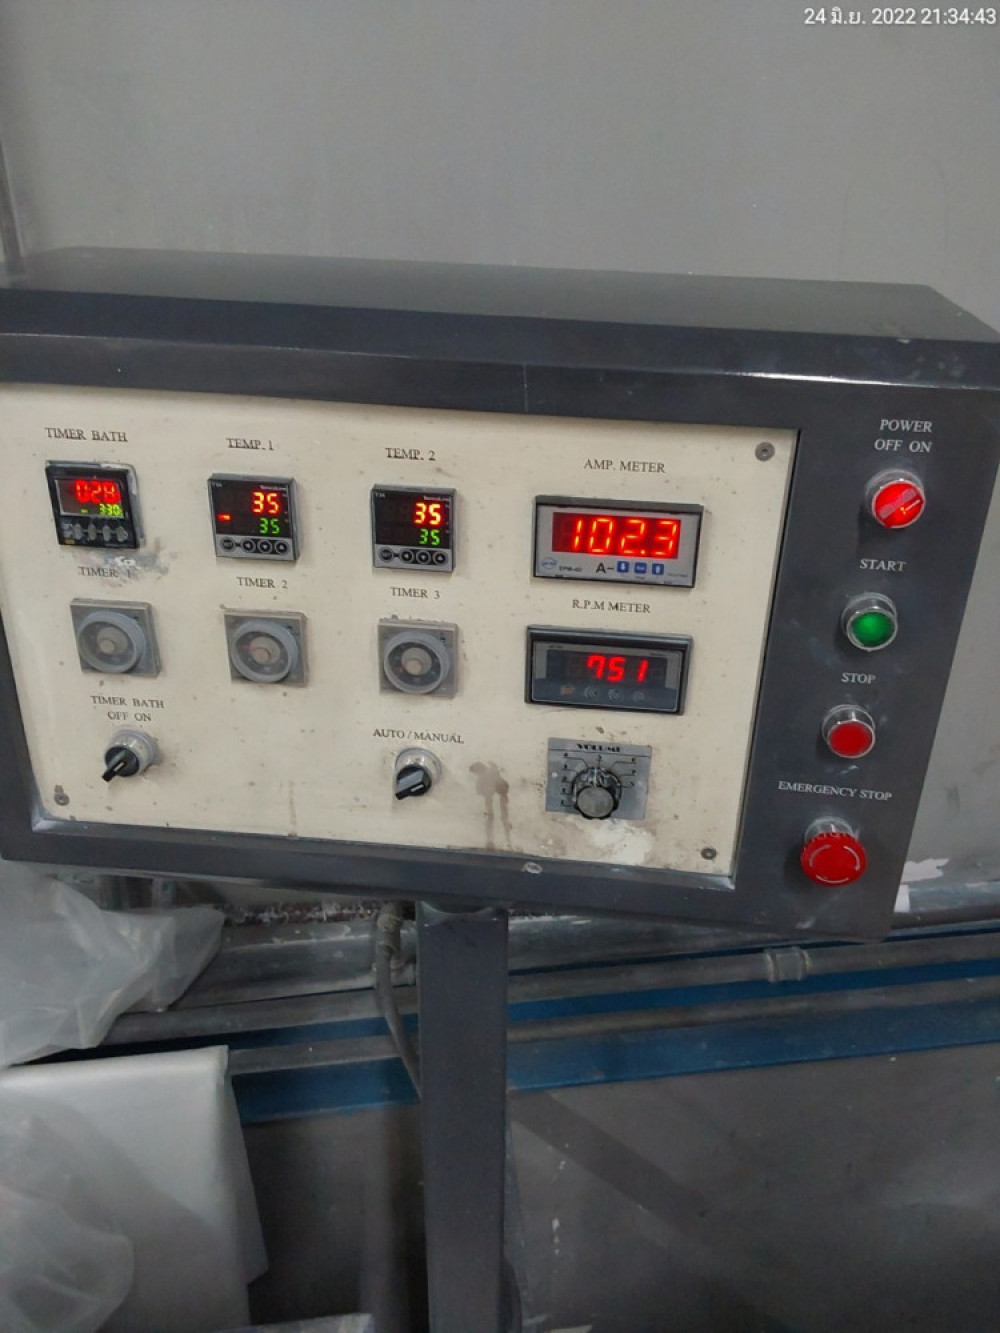 24 มิ.ย. 2022 21:34:43
POWER
OFF ON
TIMER BATH
TEMP. 1
TEMP. 2
AMP. METER
35
35
35
35
102.3
A
START
TIMER 1
TIMER 2
TIMER 3
R.P.M METER
751
STOP
TIMER BATH
OFF ON
AUTO / MANUAL
VOLUME
EMERGENCY STOP